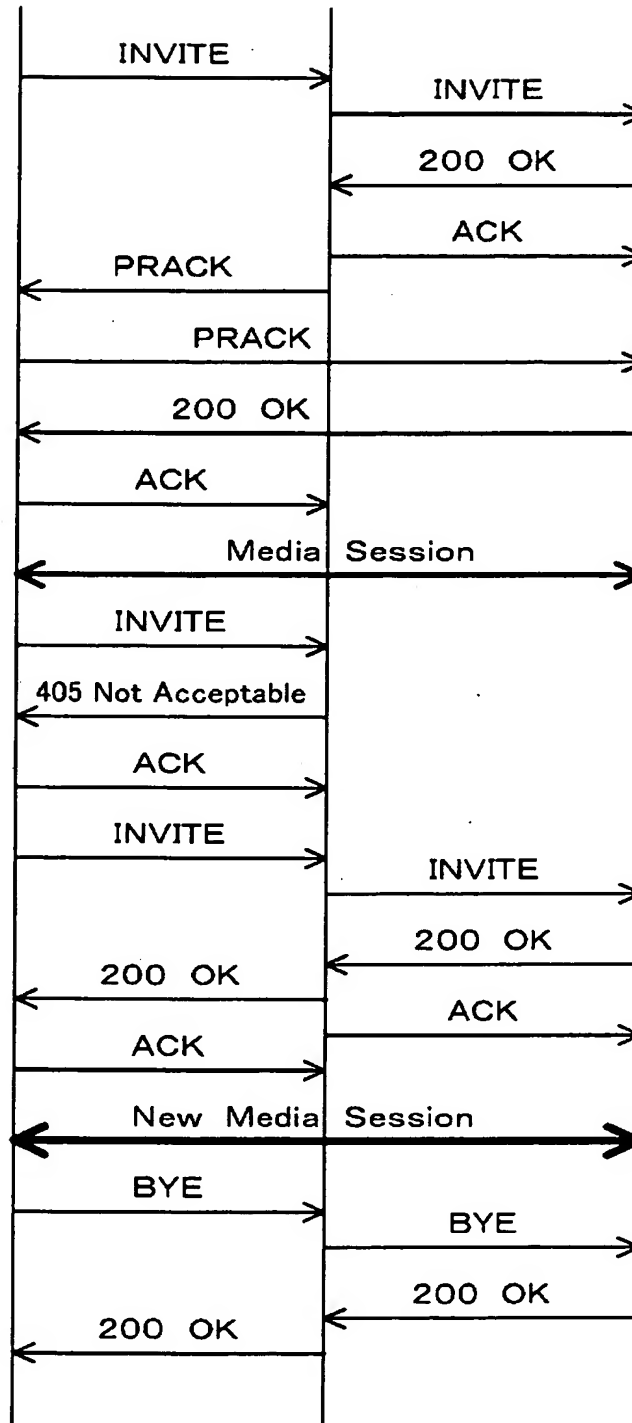 INVITE
INVITE
200 OK
ACK
PRACK
PRACK
200 OK
ACK
Media Session
INVITE
405 Not Acceptable
ACK
INVITE
INVITE
200 OK
200 OK
ACK
ACK
New Media Session
BYE
BYE
200 OK
200 OK